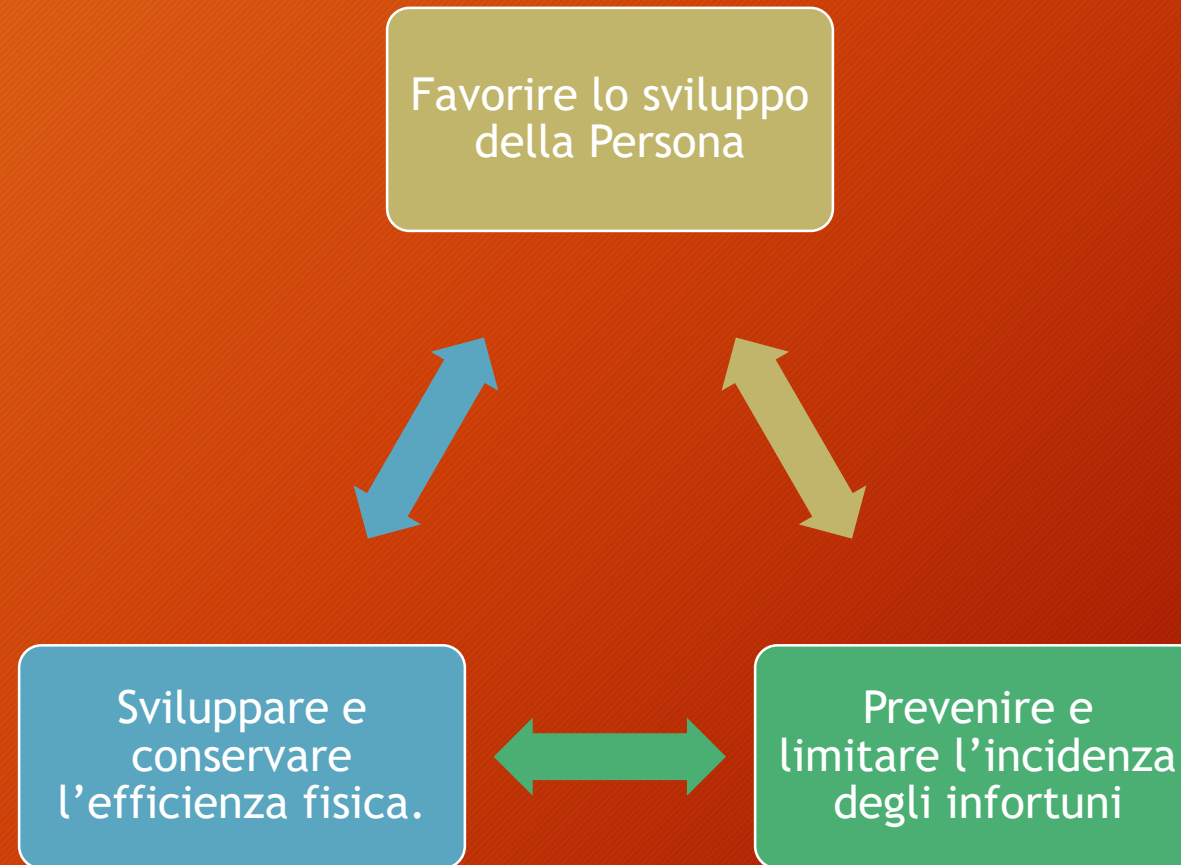 Favorire lo sviluppo
della Persona
Sviluppare e
conservare
l’efficienza fisica.
Prevenire e
limitare l’incidenza
degli infortuni